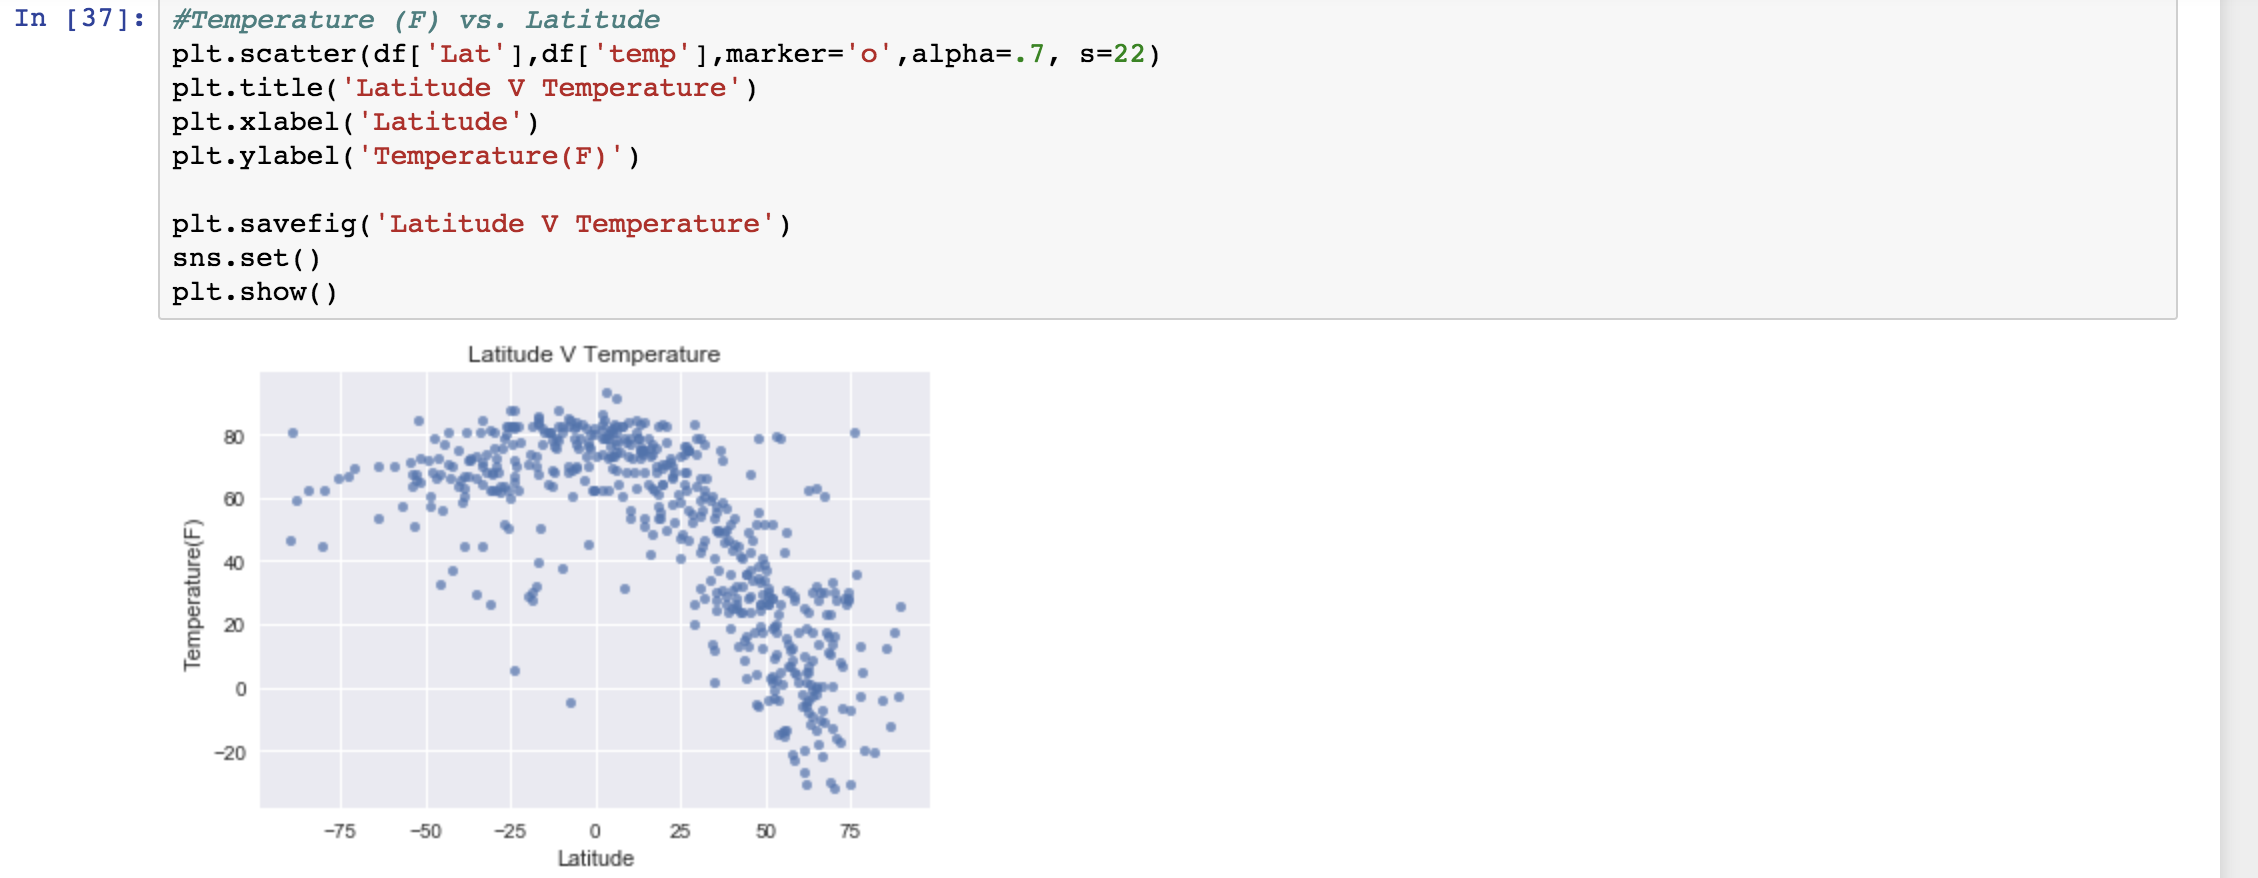 In [37]:
#Temperature (F) vs. Latitude
plt.scatter(df['Lat'],df['temp'],marker='o',alpha=.7, s=22)
plt.title('Latitude V Temperature')
plt.xlabel('Latitude')
plt.ylabel('Temperature(F)')
plt.savefig('Latitude V Temperature')
sns.set()
plt.show()
Latitude V Temperature
Temperature(F)
80
60
40
20
0
−20
−75 −50 −25 0 25 50 75
Latitude